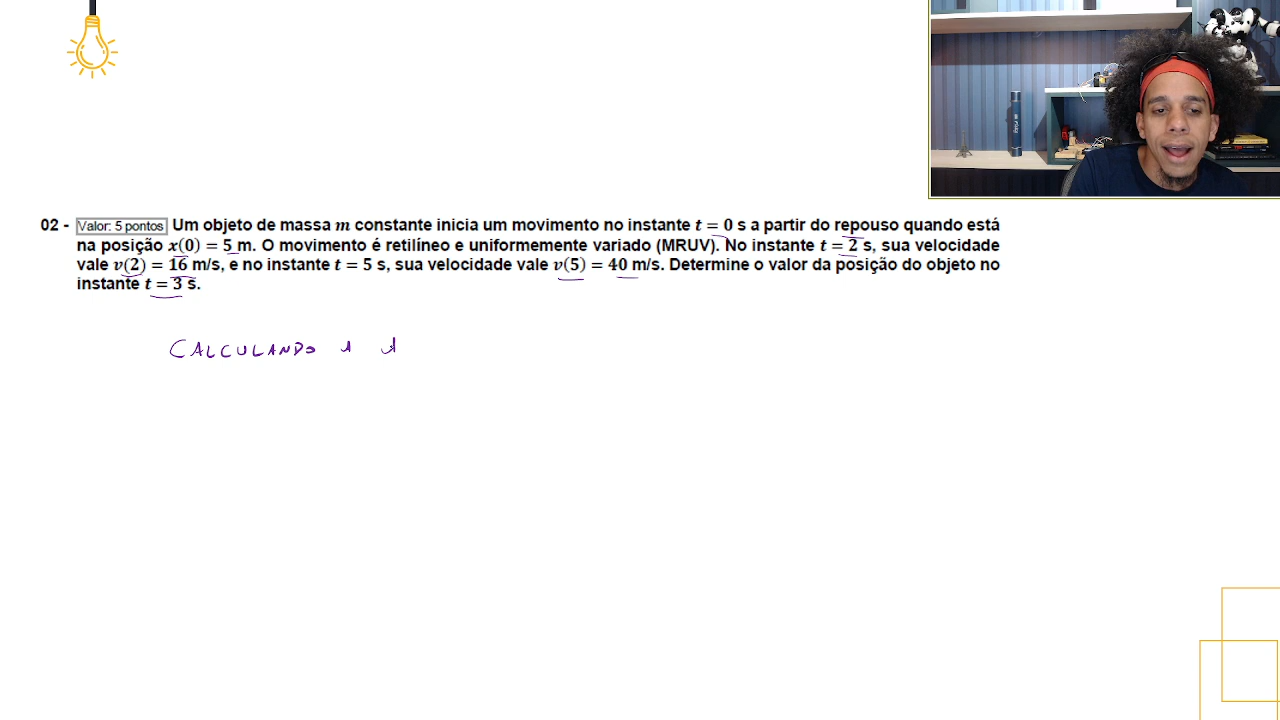 02 - Valor: 5 pontos Um objeto de massa m constante inicia um movimento no instante t = 0 s a partir do repouso quando está
na posição x(0) = 5 m. O movimento é retilíneo e uniformemente variado (MRUV). No instante t = 2 s, sua velocidade
vale v(2) = 16 m/s, e no instante t = 5 s, sua velocidade vale v(5) = 40 m/s. Determine o valor da posição do objeto no
instante t = 3 s.
CALCULANDO A A